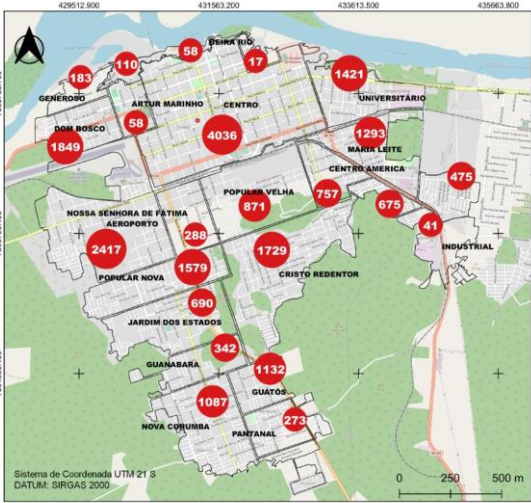 429512.900 431563.200 433613.500 435663.800
58
BEIRA RIO
110
17
183
1421
GENEROSO
ARTUR MARINHO
CENTRO
UNIVERSITÁRIO
58
DOM BOSCO
4036
1293
1849
MARIA LEITE
CENTRO AMERICA
475
POPULAR VELHA
757
871
675
NOSSA SENHORA DE FÁTIMA
AEROPORTO
41
288
2417
1729
INDUSTRIAL
1579
POPULAR NOVA
CRISTO REDENTOR
690
JARDIM DOS ESTADOS
342
GUANABARA
1132
GUATÓS
1087
273
NOVA CORUMBA
PANTANAL
Sistema de Coordenada UTM 21 S
DATUM: SIRGAS 2000
0 250 500 m